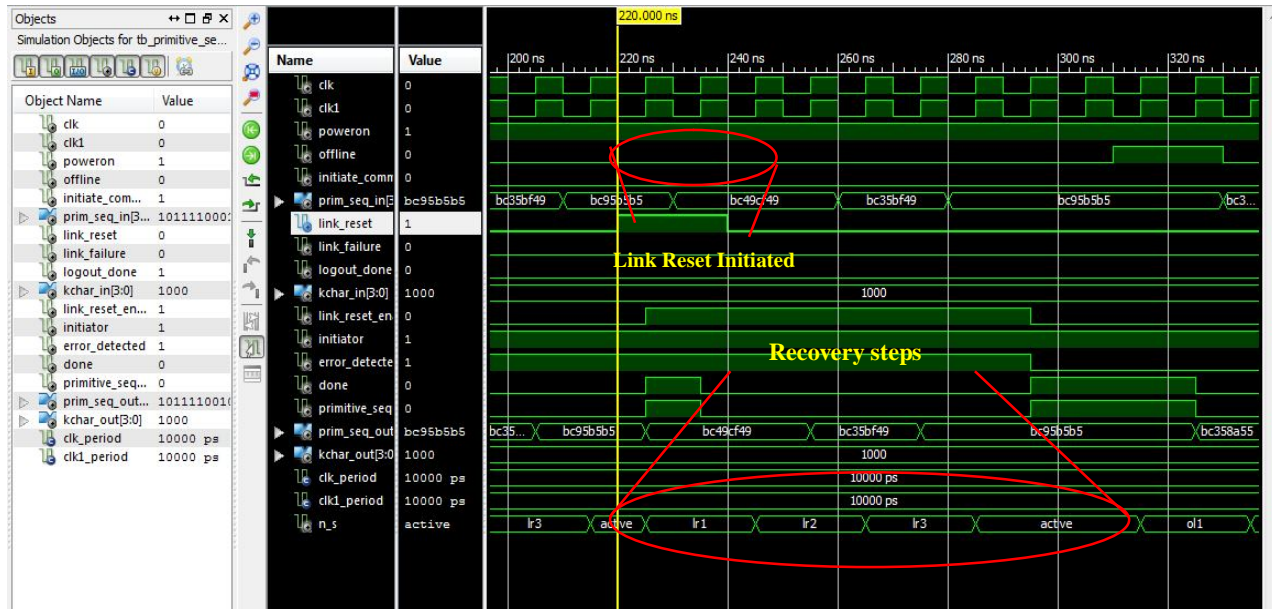 Objects
Simulation Objects for tb_primitive_se...
Object Name Value
clk 0
clk1 0
poweron 1
offline 0
initiate_com... 1
prim_seq_in[3... 1011110001
link_reset 0
link_failure 0
logout_done 1
kchar_in[3:0] 1000
link_reset_en... 1
initiator 1
error_detected 1
done 0
primitive_seq... 0
prim_seq_out... 1011110010
kchar_out[3:0] 1000
clk_period 10000 ps
clk1_period 10000 ps
220.000 ns
Name Value
200 ns 220 ns 240 ns 260 ns 280 ns 300 ns 320 ns
clk 0
clk1 0
poweron 1
offline 0
initiate_comm 0
prim_seq_in[3 bc95b5b5 bc35bf49 bc95b5b5 bc49cf49 bc35bf49 bc95b5b5 bc3...
link_reset 1
link_failure 0
logout_done 0
Link Reset Initiated
kchar_in[3:0] 1000 1000
link_reset_en 0
initiator 1
error_detecte 1
Recovery steps
done 0
primitive_seq 0
prim_seq_out bc95b5b5 bc35... bc95b5b5 bc49cf49 bc35bf49 bc95b5b5 bc358a55
kchar_out[3:0 1000 1000
clk_period 10000 ps 10000 ps
clk1_period 10000 ps 10000 ps
n_s active lr3 active lr1 lr2 lr3 active ol1